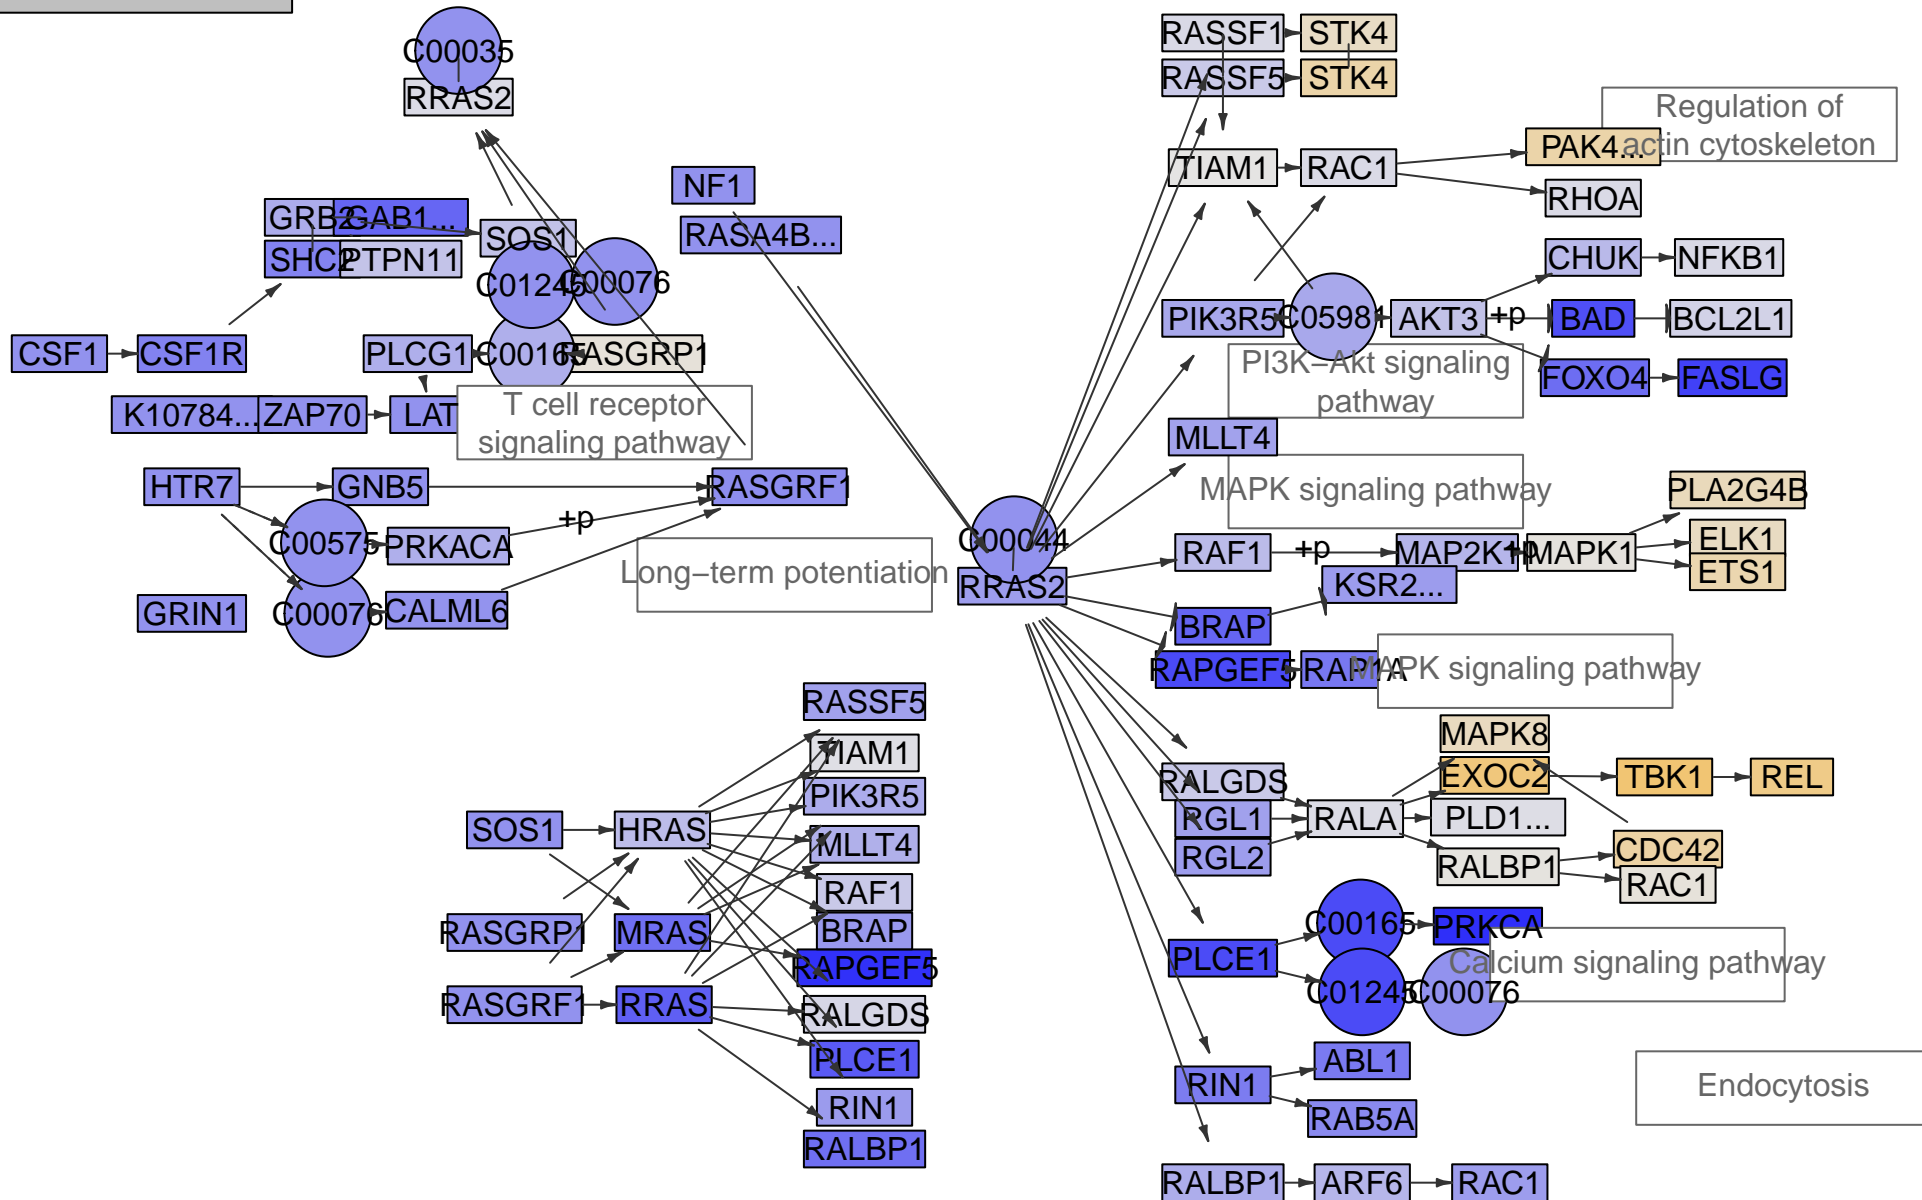 C00035
RRAS2
RASSF1
STK4
RASSF5
STK4
Regulation of
actin cytoskeleton
PAK4...
TIAM1
RAC1
RHOA
NF1
RASA4B...
GRB2
GAB1...
SHC2
PTPN11
SOS1
C01245
C00076
CHUK
NFKB1
PIK3R5
C05981
AKT3
+p
BAD
BCL2L1
CSF1
CSF1R
PLCG1
C00165
RASGRP1
PI3K–Akt signaling
pathway
FOXO4
FASLG
K10784...
ZAP70
LAT
T cell receptor
signaling pathway
MLLT4
HTR7
GNB5
RASGRF1
MAPK signaling pathway
PLA2G4B
+p
C00575
PRKACA
C00044
RRAS2
RAF1
+p
MAP2K1
+p
MAPK1
ELK1
ETS1
Long–term potentiation
KSR2...
GRIN1
C00076
CALML6
BRAP
RAPGEF5
RAP1A
MAPK signaling pathway
RASSF5
TIAM1
PIK3R5
MLLT4
RAF1
BRAP
RAPGEF5
RALGDS
PLCE1
RIN1
RALBP1
SOS1
HRAS
RASGRP1
MRAS
RASGRF1
RRAS
MAPK8
EXOC2
TBK1
REL
RALGDS
RGL1
RGL2
RALA
PLD1...
RALBP1
CDC42
RAC1
C00165
PRKCA
PLCE1
Calcium signaling pathway
C01245
C00076
ABL1
RIN1
RAB5A
Endocytosis
RALBP1
ARF6
RAC1